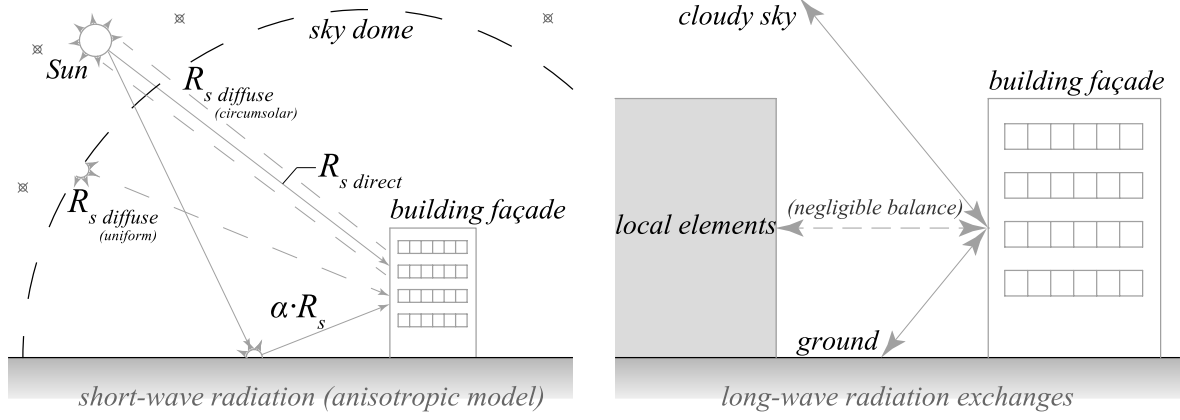 sky dome
Sun
R s diffuse
(circumsolar)
R s direct
R s diffuse
(uniform)
building façade
α·R s
short-wave radiation (anisotropic model)
cloudy sky
building façade
(negligible balance)
local elements
ground
long-wave radiation exchanges